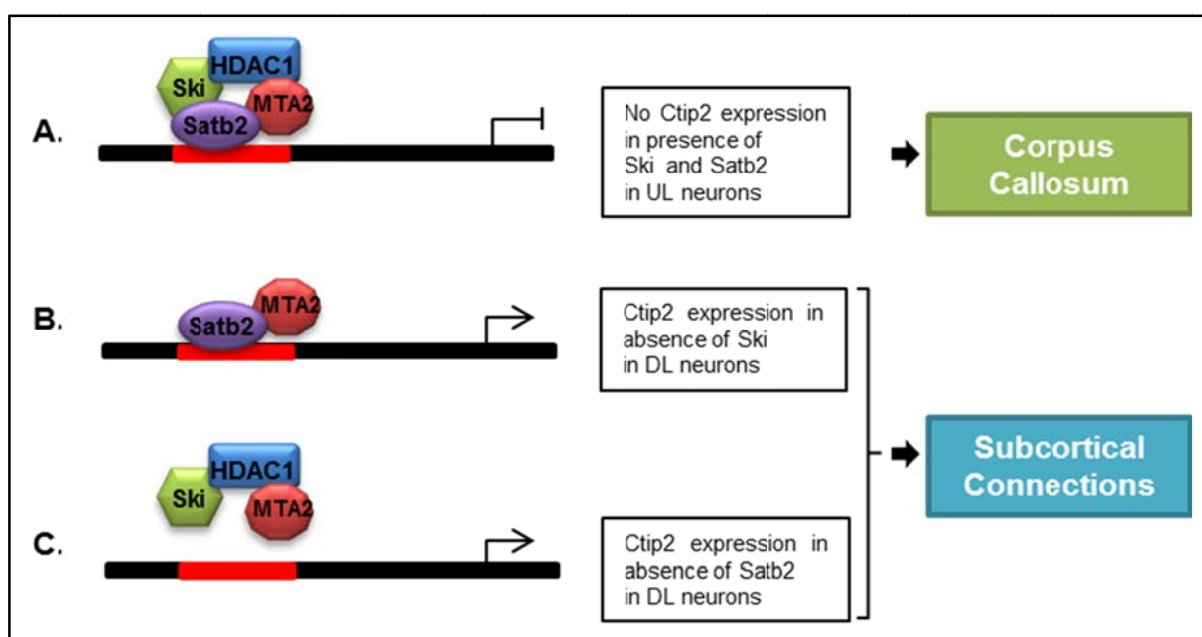 A.
Ski
HDAC1
MTA2
Satb2
No Ctip2 expression
in presence of
Ski and Satb2
in UL neurons
Corpus
Callosum
B.
Satb2
MTA2
Ctip2 expression in
absence of Ski
in DL neurons
Subcortical
Connections
C.
Ski
HDAC1
MTA2
Ctip2 expression in
absence of Satb2
in DL neurons